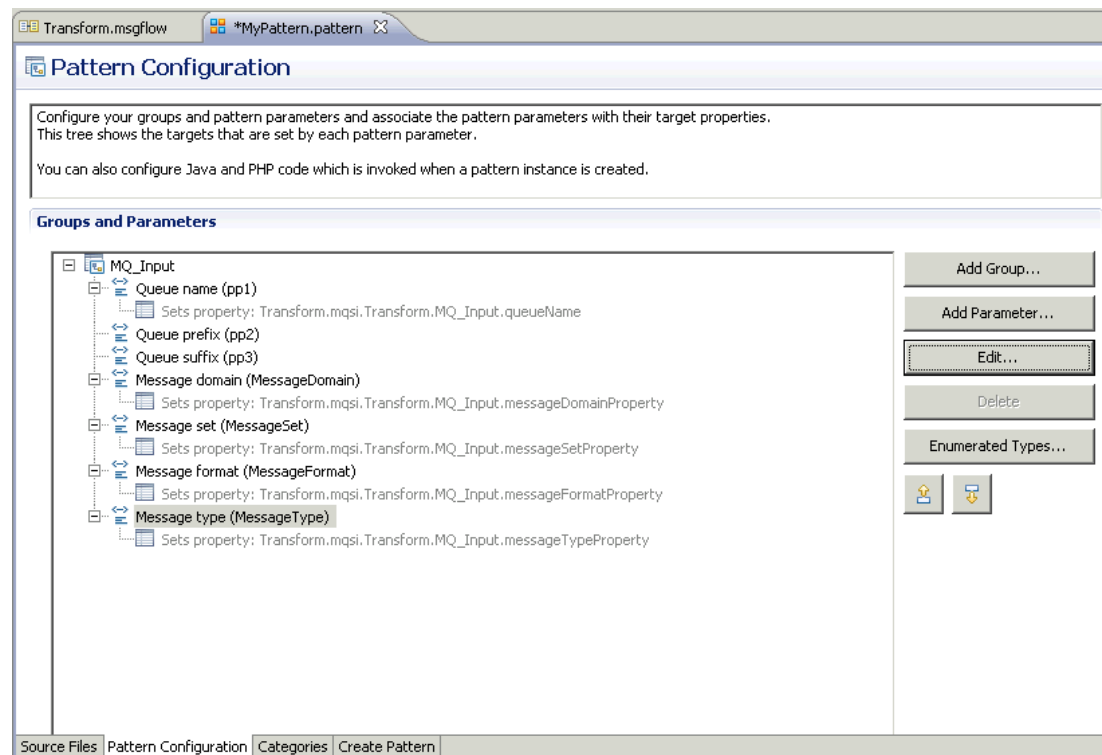 Transform.msgflow
*MyPattern.pattern
Pattern Configuration
Configure your groups and pattern parameters and associate the pattern parameters with their target properties.
This tree shows the targets that are set by each pattern parameter.
You can also configure Java and PHP code which is invoked when a pattern instance is created.
Groups and Parameters
MQ_Input
Queue name (pp1)
Sets property: Transform.mqsi.Transform.MQ_Input.queueName
Queue prefix (pp2)
Queue suffix (pp3)
Message domain (MessageDomain)
Sets property: Transform.mqsi.Transform.MQ_Input.messageDomainProperty
Message set (MessageSet)
Sets property: Transform.mqsi.Transform.MQ_Input.messageSetProperty
Message format (MessageFormat)
Sets property: Transform.mqsi.Transform.MQ_Input.messageFormatProperty
Message type (MessageType)
Sets property: Transform.mqsi.Transform.MQ_Input.messageTypeProperty
Add Group...
Add Parameter...
Edit...
Delete
Enumerated Types...
Source Files Pattern Configuration Categories Create Pattern